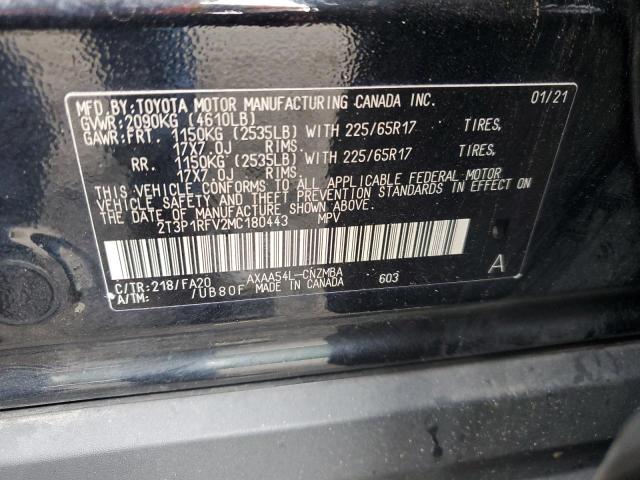 MFD. BY: TOYOTA MOTOR MANUFACTURING CANADA INC. 01/21
GVWR: 2090KG (4610LB)
GAWR: FRT. 1150KG (2535LB) WITH 225/65R17 TIRES,
17X7.0J RIMS.
RR. 1150KG (2535LB) WITH 225/65R17 TIRES,
17X7.0J RIMS.
THIS VEHICLE CONFORMS TO ALL APPLICABLE FEDERAL MOTOR
VEHICLE SAFETY AND THEFT PREVENTION STANDARDS IN EFFECT ON
THE DATE OF MANUFACTURE SHOWN ABOVE.
2T3P1RFV2MC180443 MPV
C/TR: 218/FA20 AXAA54L-CNZMBA 603 A
A/TM: /UB80F MADE IN CANADA